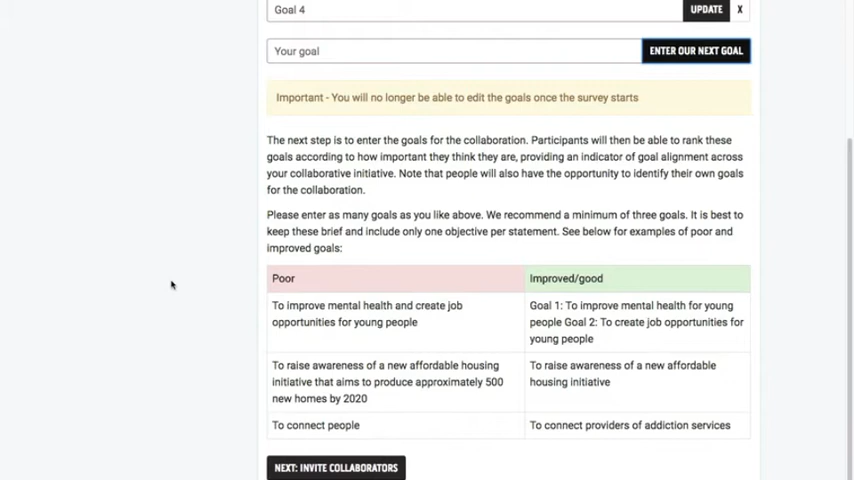 Goal 4 UPDATE X
Your goal ENTER OUR NEXT GOAL
Important - You will no longer be able to edit the goals once the survey starts
The next step is to enter the goals for the collaboration. Participants will then be able to rank these
goals according to how important they think they are, providing an indicator of goal alignment across
your collaborative initiative. Note that people will also have the opportunity to identify their own goals
for the collaboration.
Please enter as many goals as you like above. We recommend a minimum of three goals. It is best to
keep these brief and include only one objective per statement. See below for examples of poor and
improved goals:
Poor
Improved/good
To improve mental health and create job
opportunities for young people
Goal 1: To improve mental health for young
people Goal 2: To create job opportunities for
young people
To raise awareness of a new affordable housing
initiative that aims to produce approximately 500
new homes by 2020
To raise awareness of a new affordable
housing initiative
To connect people
To connect providers of addiction services
NEXT: INVITE COLLABORATORS